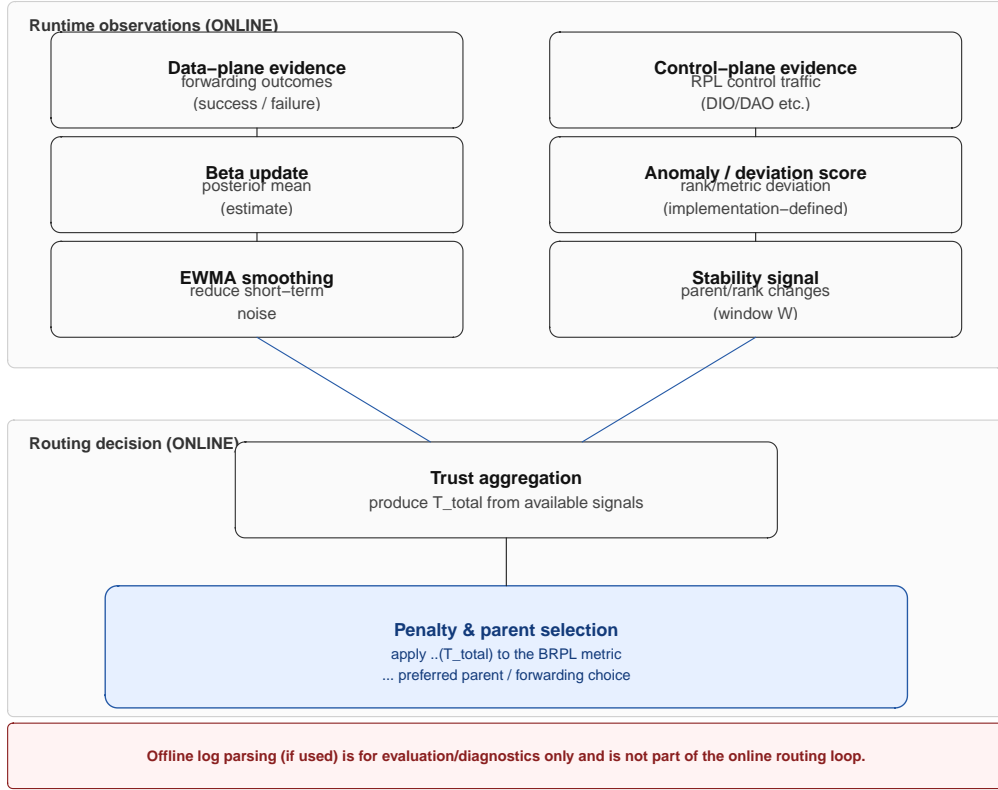 Runtime observations (ONLINE)
Data–plane evidence
forwarding outcomes
(success / failure)
Beta update
posterior mean
(estimate)
EWMA smoothing
reduce short–term
noise
Control–plane evidence
RPL control traffic
(DIO/DAO etc.)
Anomaly / deviation score
rank/metric deviation
(implementation–defined)
Stability signal
parent/rank changes
(window W)
Routing decision (ONLINE)
Trust aggregation
produce T_total from available signals
Penalty & parent selection
apply ..(T_total) to the BRPL metric
... preferred parent / forwarding choice
Offline log parsing (if used) is for evaluation/diagnostics only and is not part of the online routing loop.